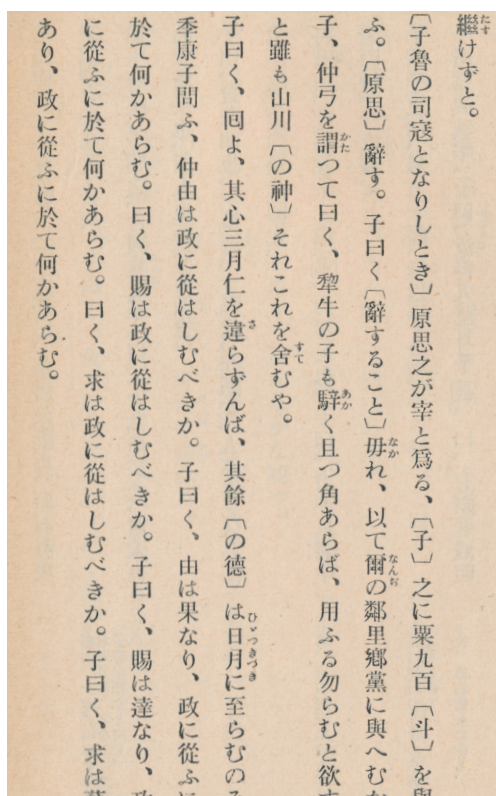 繼けずと。
〔子魯の司寇となりしとき〕原思之が宰と爲る、〔子〕之に粟九百〔斗〕を與
ふ。〔原思〕辭す。子曰く〔辭すること〕毋れ、以て爾の鄰里鄕黨に與へむか
子、仲弓を謂つて曰く、犂牛の子も騂く且つ角あらば、用ふる勿らむと欲す
と雖も山川〔の神〕それこれを舍むや。
子曰く、囘よ、其心三月仁を違らずんば、其餘〔の德〕は日月に至らむのみ
季康子問ふ、仲由は政に從はしむべきか。子曰く、由は果なり、政に從ふに
於て何かあらむ。曰く、賜は政に從はしむべきか。子曰く、賜は達なり、政
に從ふに於て何かあらむ。曰く、求は政に從はしむべきか。子曰く、求は藝
あり、政に從ふに於て何かあらむ。